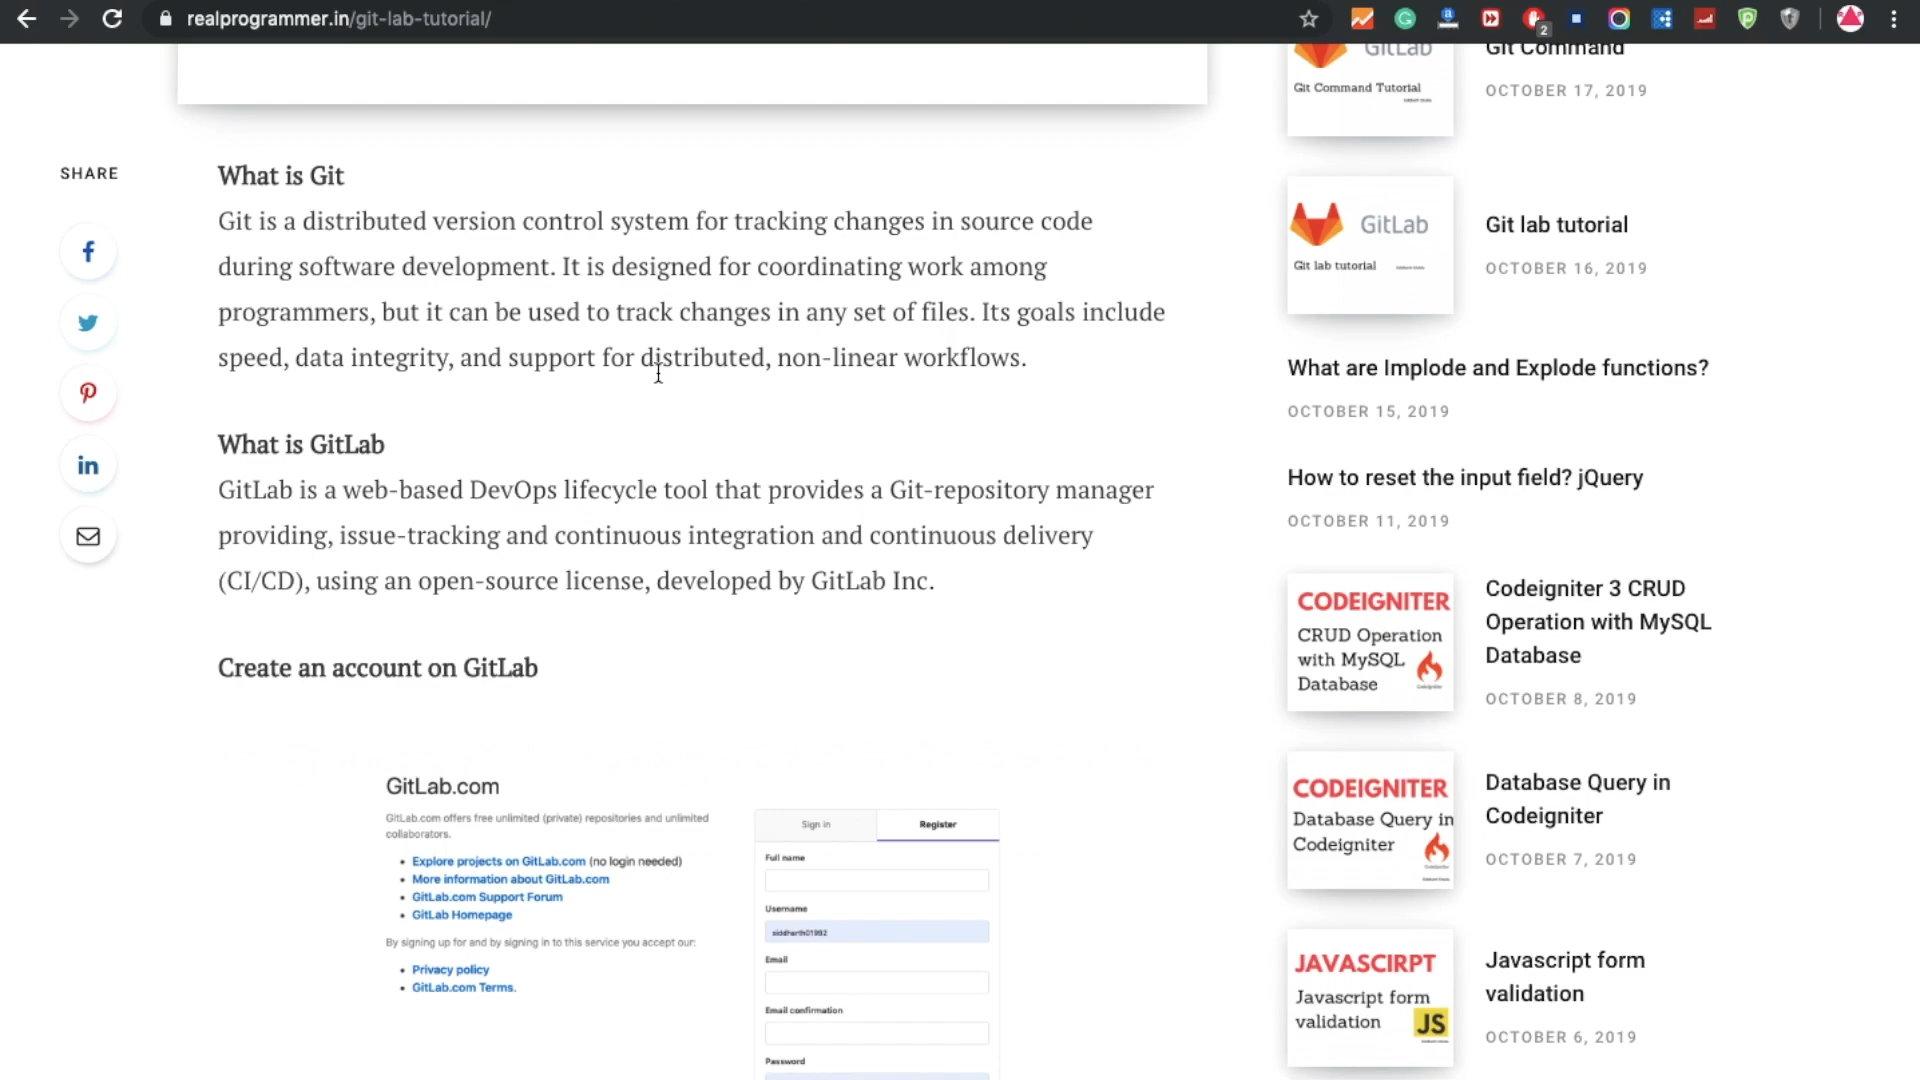 realprogrammer.in/git-lab-tutorial/
2
SHARE
What is Git
Git is a distributed version control system for tracking changes in source code
during software development. It is designed for coordinating work among
programmers, but it can be used to track changes in any set of files. Its goals include
speed, data integrity, and support for distributed, non-linear workflows.
What is GitLab
GitLab is a web-based DevOps lifecycle tool that provides a Git-repository manager
providing, issue-tracking and continuous integration and continuous delivery
(CI/CD), using an open-source license, developed by GitLab Inc.
Create an account on GitLab
GitLab.com
GitLab.com offers free unlimited (private) repositories and unlimited
collaborators.
Explore projects on GitLab.com (no login needed)
More information about GitLab.com
GitLab.com Support Forum
GitLab Homepage
By signing up for and by signing in to this service you accept our:
Privacy policy
GitLab.com Terms.
Sign in
Register
Full name
Username
siddharth01992
Email
Email confirmation
Password
GitLab
Git Command Tutorial
Git Command
OCTOBER 17, 2019
GitLab
Git lab tutorial
Git lab tutorial
OCTOBER 16, 2019
What are Implode and Explode functions?
OCTOBER 15, 2019
How to reset the input field? jQuery
OCTOBER 11, 2019
CODEIGNITER
CRUD Operation
with MySQL
Database
Codeigniter 3 CRUD
Operation with MySQL
Database
OCTOBER 8, 2019
CODEIGNITER
Database Query in
Codeigniter
Database Query in
Codeigniter
OCTOBER 7, 2019
JAVASCIRPT
Javascript form
validation
JS
Javascript form
validation
OCTOBER 6, 2019